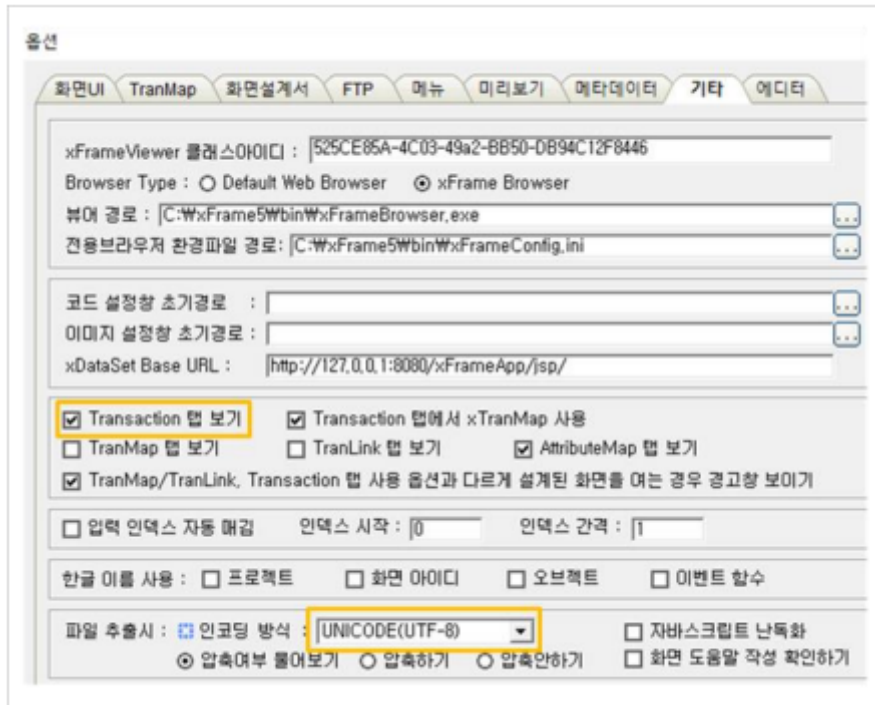 옵션
화면UI TranMap 화면설계서 FTP 메뉴 미리보기 메타데이터 기타 에디터
xFrameViewer 클래스아이디 : 525CE85A-4C03-49a2-BB50-DB94C12F8446
Browser Type : Default Web Browser xFrame Browser
뷰어 경로 : C:₩xFrame5₩bin₩xFrameBrowser.exe ...
전용브라우저 환경파일 경로: C:₩xFrame5₩bin₩xFrameConfig.ini ...
코드 설정창 초기경로 : ...
이미지 설정창 초기경로 : ...
xDataSet Base URL : http://127.0.0.1:8080/xFrameApp/jsp/
Transaction 탭 보기 Transaction 탭에서 xTranMap 사용
TranMap 탭 보기 TranLink 탭 보기 AttributeMap 탭 보기
TranMap/TranLink, Transaction 탭 사용 옵션과 다르게 설계된 화면을 여는 경우 경고창 보이기
입력 인덱스 자동 매김 인덱스 시작 : 0 인덱스 간격 : 1
한글 이름 사용 : 프로젝트 화면 아이디 오브젝트 이벤트 함수
파일 추출시 : 인코딩 방식 : UNICODE(UTF-8) 자바스크립트 난독화
압축여부 물어보기 압축하기 압축안하기 화면 도움말 작성 확인하기